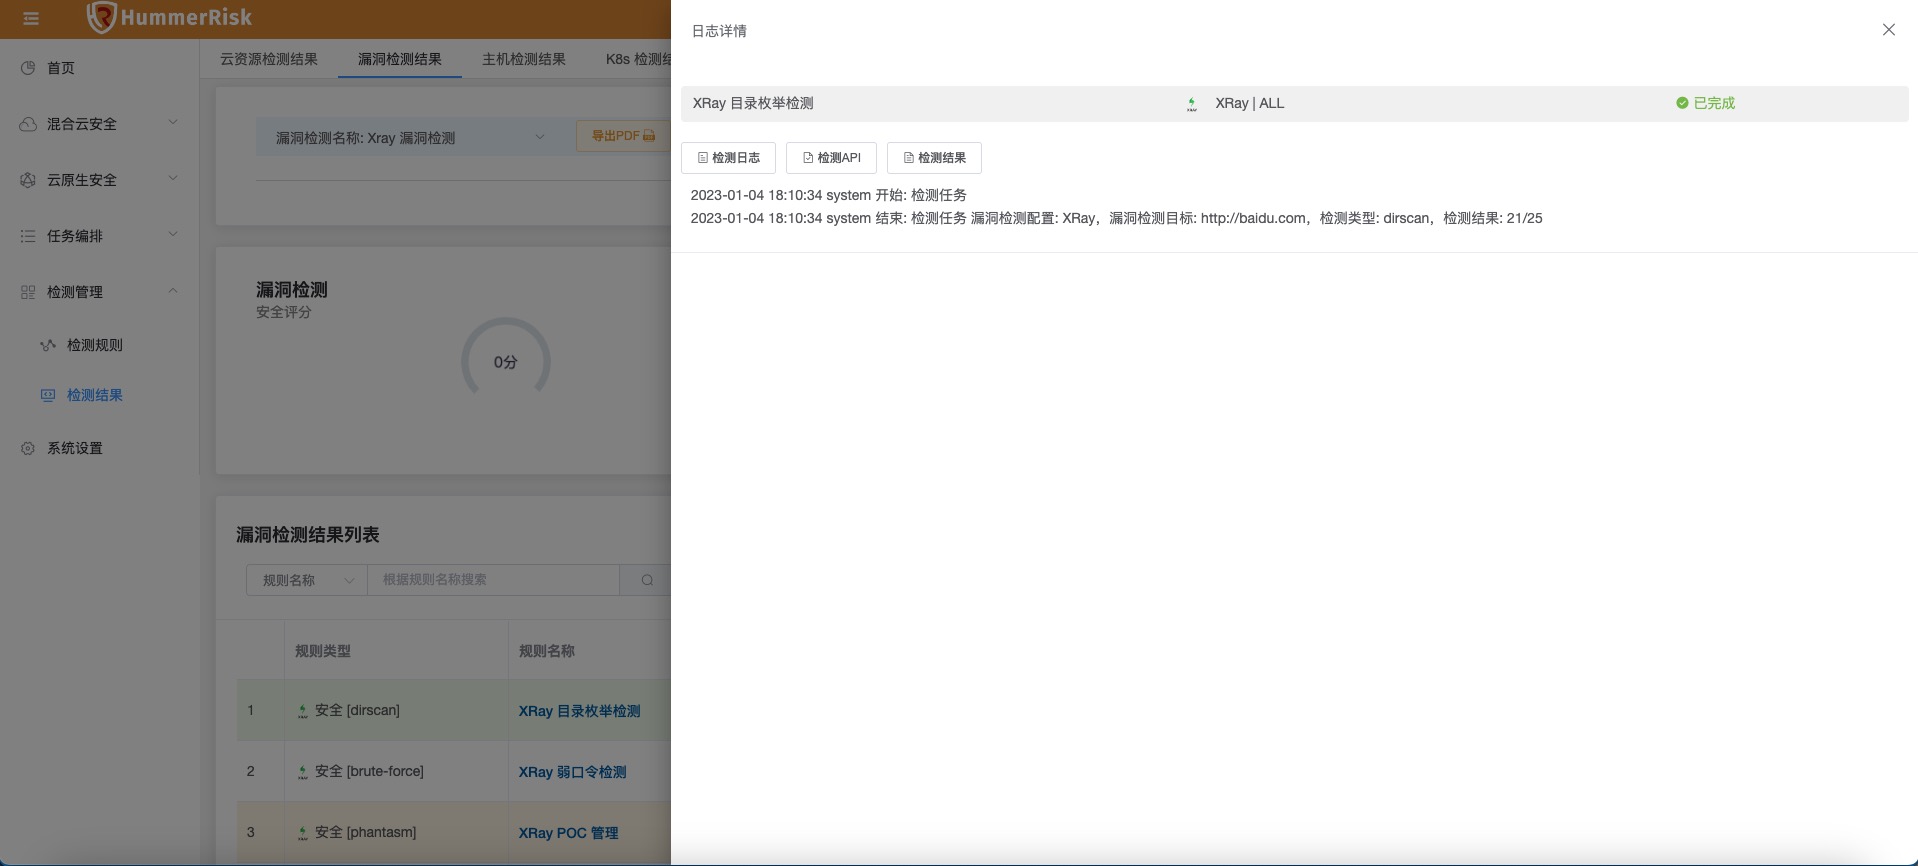 HummerRisk
首页
混合云安全
云原生安全
任务编排
检测管理
检测规则
检测结果
系统设置
云资源检测结果
漏洞检测结果
主机检测结果
K8s 检测结
漏洞检测名称: Xray 漏洞检测
导出PDF
漏洞检测
安全评分
0分
漏洞检测结果列表
规则名称
根据规则名称搜索
规则类型 规则名称
1 安全 [dirscan] XRay 目录枚举检测
2 安全 [brute-force] XRay 弱口令检测
3 安全 [phantasm] XRay POC 管理
日志详情
XRay 目录枚举检测 XRay | ALL 已完成
检测日志 检测API 检测结果
2023-01-04 18:10:34 system 开始: 检测任务
2023-01-04 18:10:34 system 结束: 检测任务 漏洞检测配置: XRay，漏洞检测目标: http://baidu.com，检测类型: dirscan，检测结果: 21/25